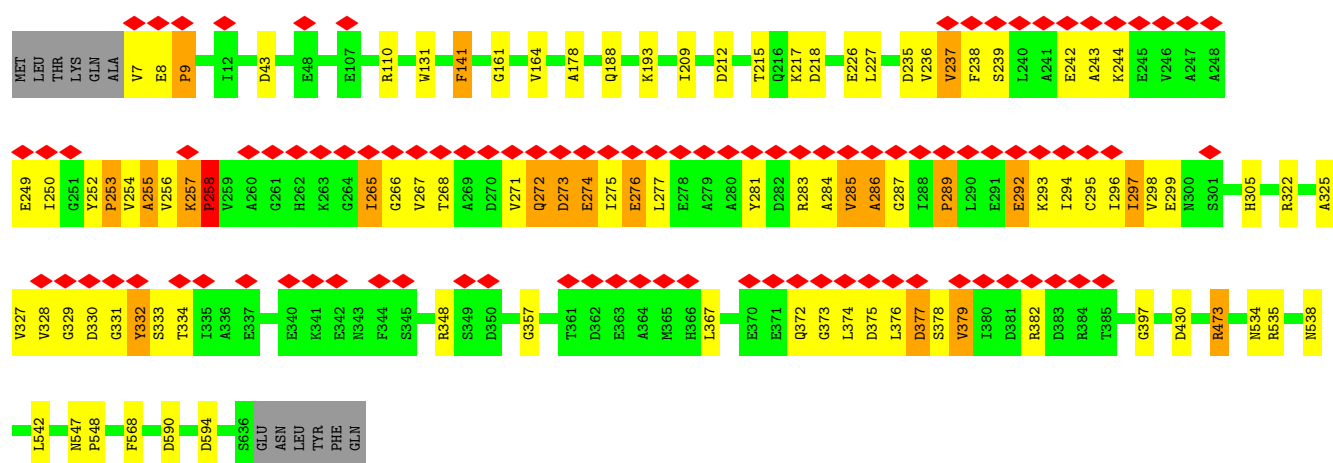 MET LEU THR LYS GLN ALA V7 E8 P9 I12 D43 E48 E107 R110 W131 F141 G161 V164 A178 Q188 K193 I209 D212 T215 Q216 K217 D218 E226 L227 D235 V236 V237 F238 S239 L240 A241 E242 A243 K244 E245 V246 A247 A248
E249 I250 G251 Y252 P253 V254 A255 V256 K257 P258 V259 A260 G261 H262 K263 G264 I265 G266 V267 T268 A269 D270 V271 Q272 D273 E274 I275 E276 L277 E278 A279 A280 Y281 D282 R283 A284 V285 A286 G287 I288 P289 L290 E291 E292 K293 I294 C295 I296 I297 V298 E299 N300 S301 H305 R322 A325
V327 V328 G329 D330 G331 Y332 S333 T334 I335 A336 E337 E340 K341 E342 N343 F344 S345 R348 S349 D350 G357 T361 D362 E363 A364 M365 H366 L367 E370 E371 Q372 G373 L374 D375 L376 D377 S378 V379 I380 D381 R382 D383 R384 T385 G397 D430 R473 N534 R535 N538
L542 N547 P548 F568 D590 D594 S636 GLU ASN LEU TYR PHE GLN